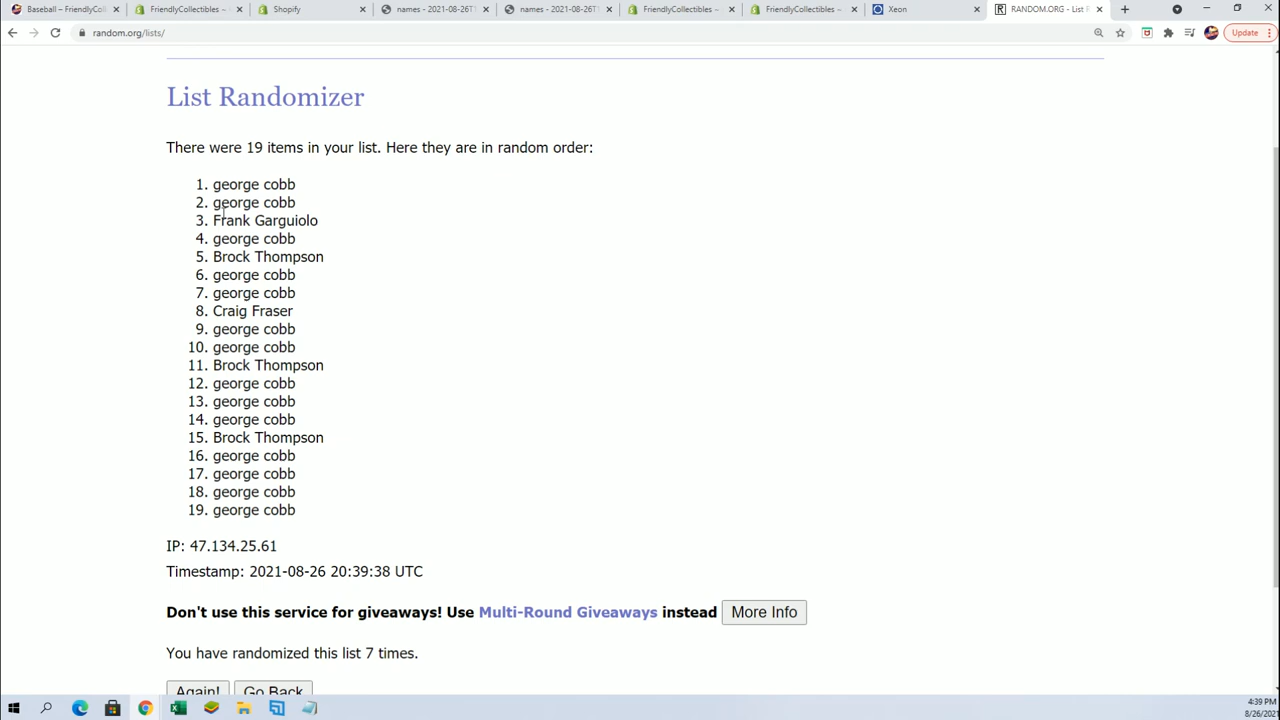 Baseball – FriendlyColl
FriendlyCollectibles ~
Shopify
names - 2021-08-26T
names - 2021-08-26T
FriendlyCollectibles ~
FriendlyCollectibles ~
Xeon
RANDOM.ORG - List F
random.org/lists/
Update
List Randomizer
There were 19 items in your list. Here they are in random order:
1. george cobb
2. george cobb
3. Frank Garguiolo
4. george cobb
5. Brock Thompson
6. george cobb
7. george cobb
8. Craig Fraser
9. george cobb
10. george cobb
11. Brock Thompson
12. george cobb
13. george cobb
14. george cobb
15. Brock Thompson
16. george cobb
17. george cobb
18. george cobb
19. george cobb
IP: 47.134.25.61
Timestamp: 2021-08-26 20:39:38 UTC
Don't use this service for giveaways! Use Multi-Round Giveaways instead More Info
You have randomized this list 7 times.
Again! Go Back
4:39 PM
8/26/2021